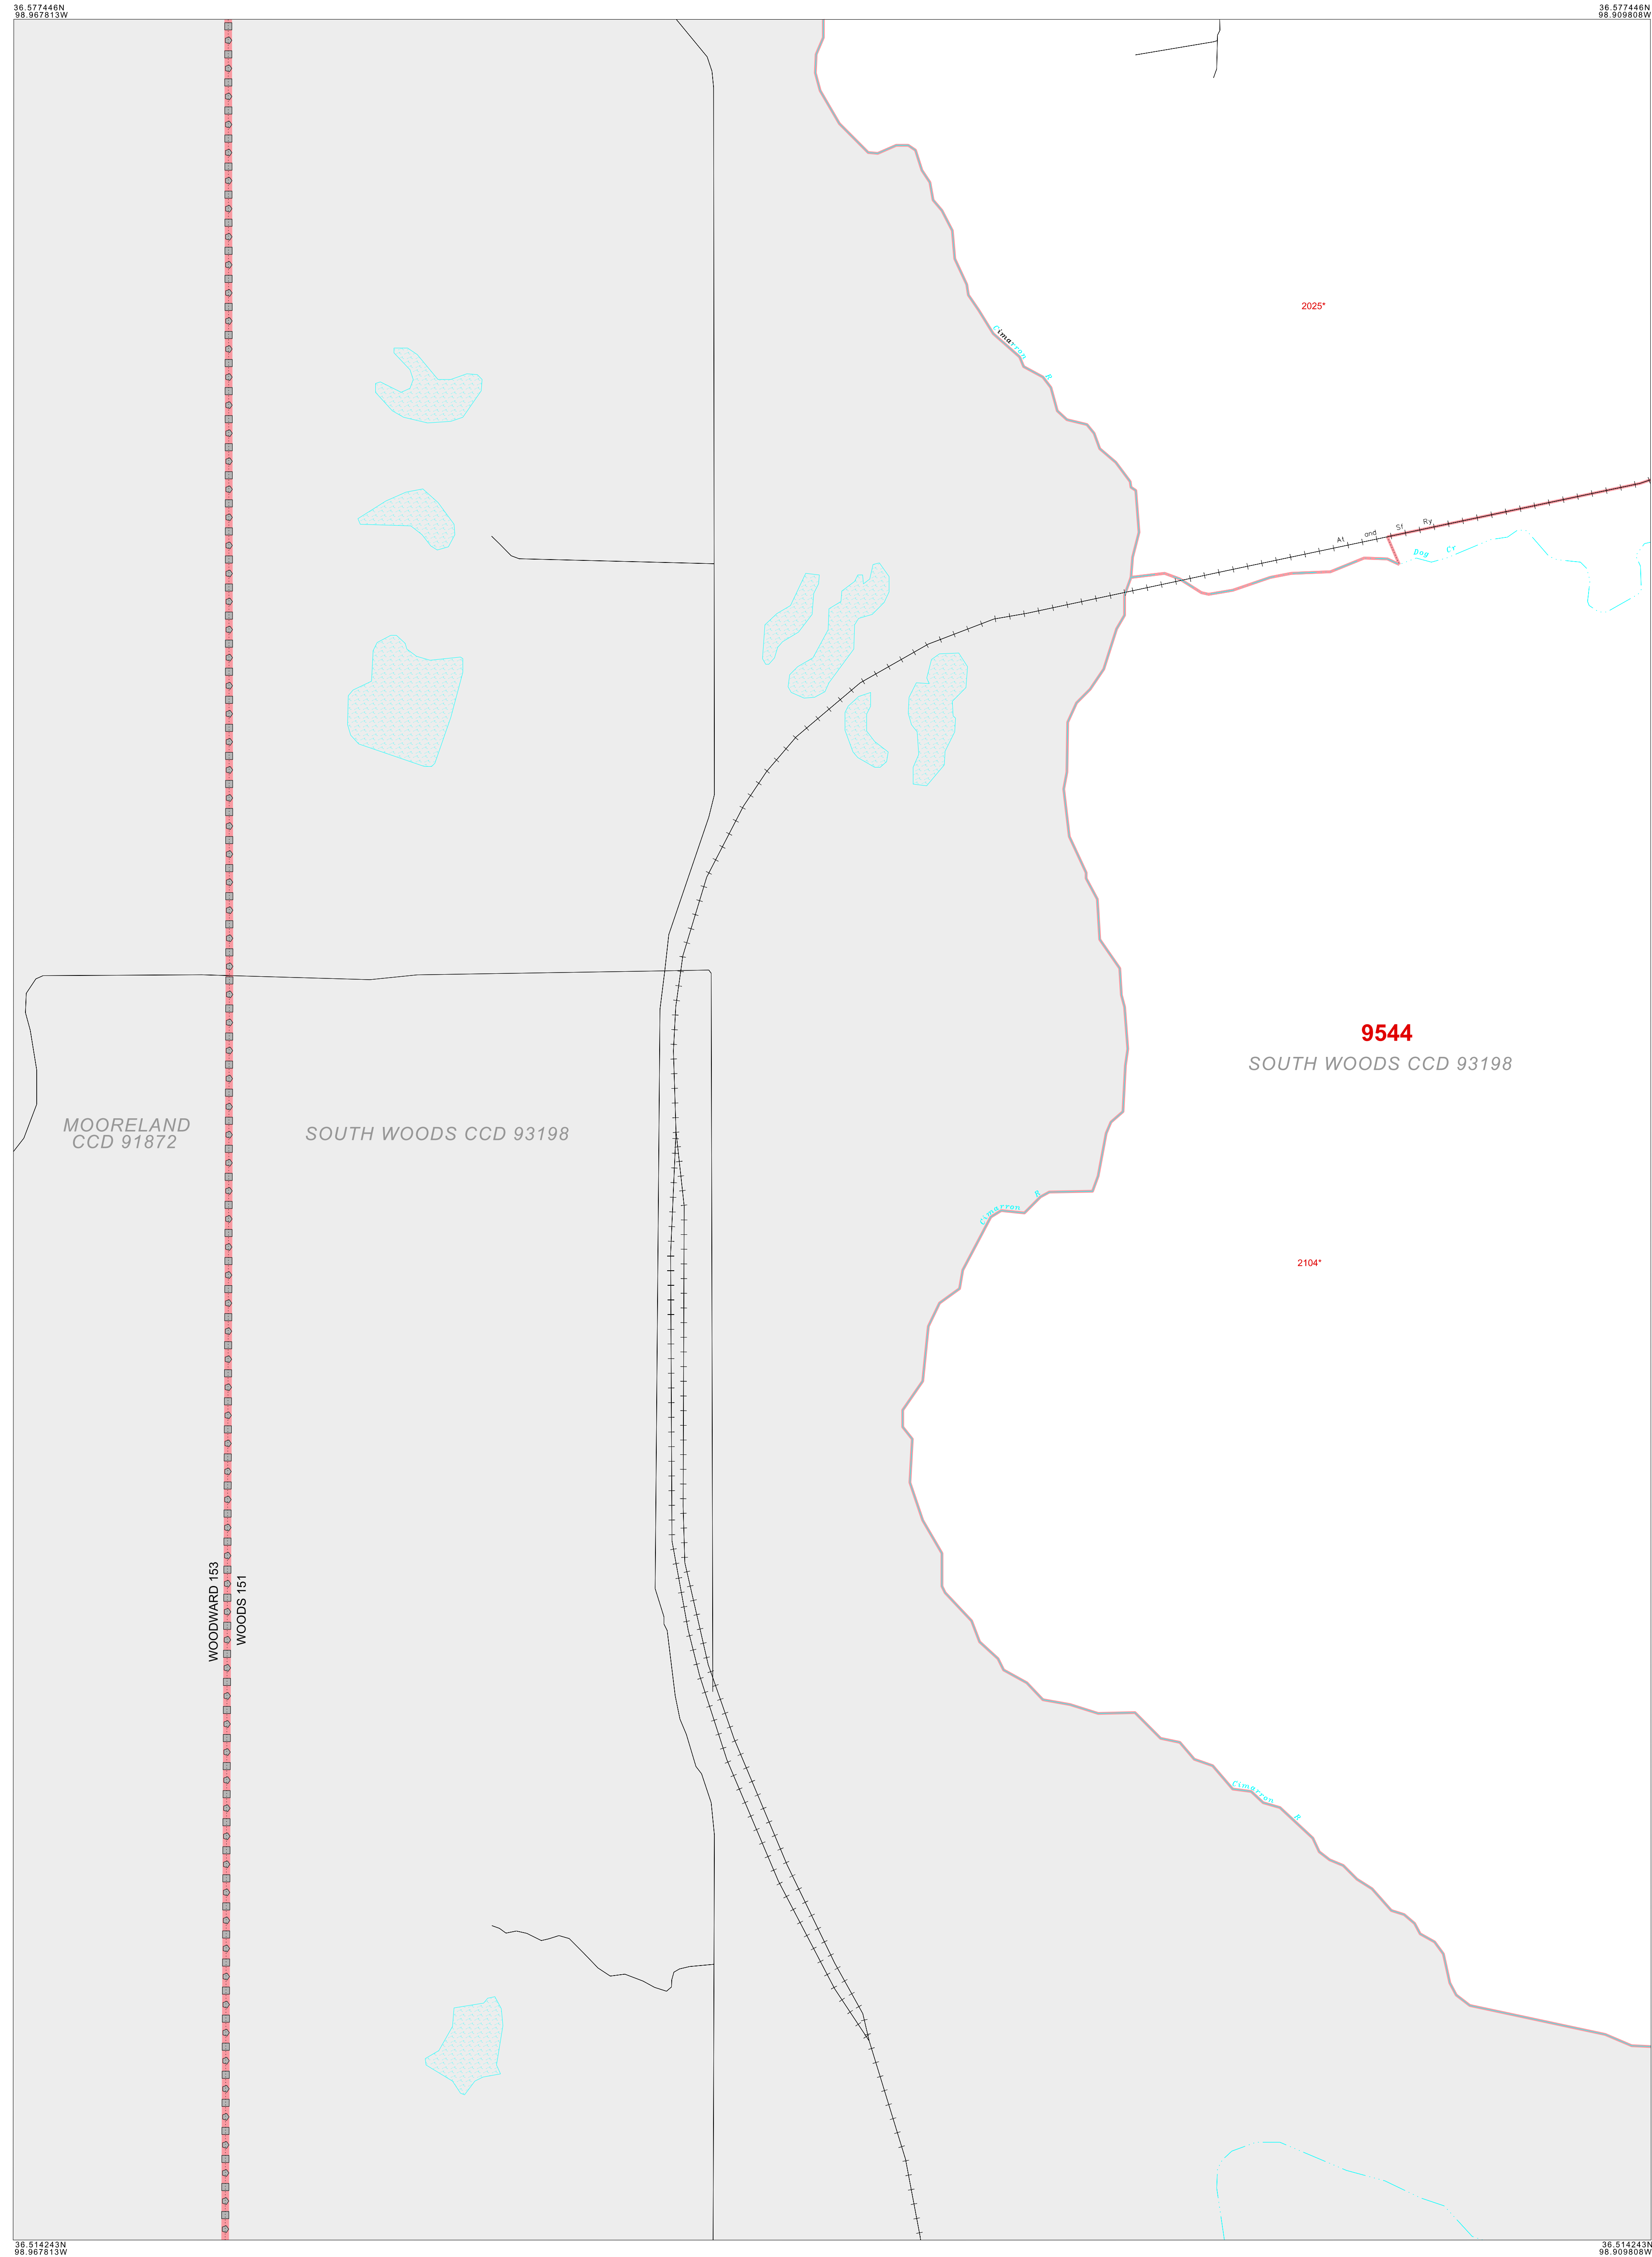 36.577446N
98.967813W
36.577446N
98.909808W
2025*
Cimarron R
At and Sf Ry
Dog Cr
9544
SOUTH WOODS CCD 93198
MOORELAND
CCD 91872
SOUTH WOODS CCD 93198
Cimarron R
2104*
WOODWARD 153
WOODS 151
Cimarron R
36.514243N
98.967813W
36.514243N
98.909808W